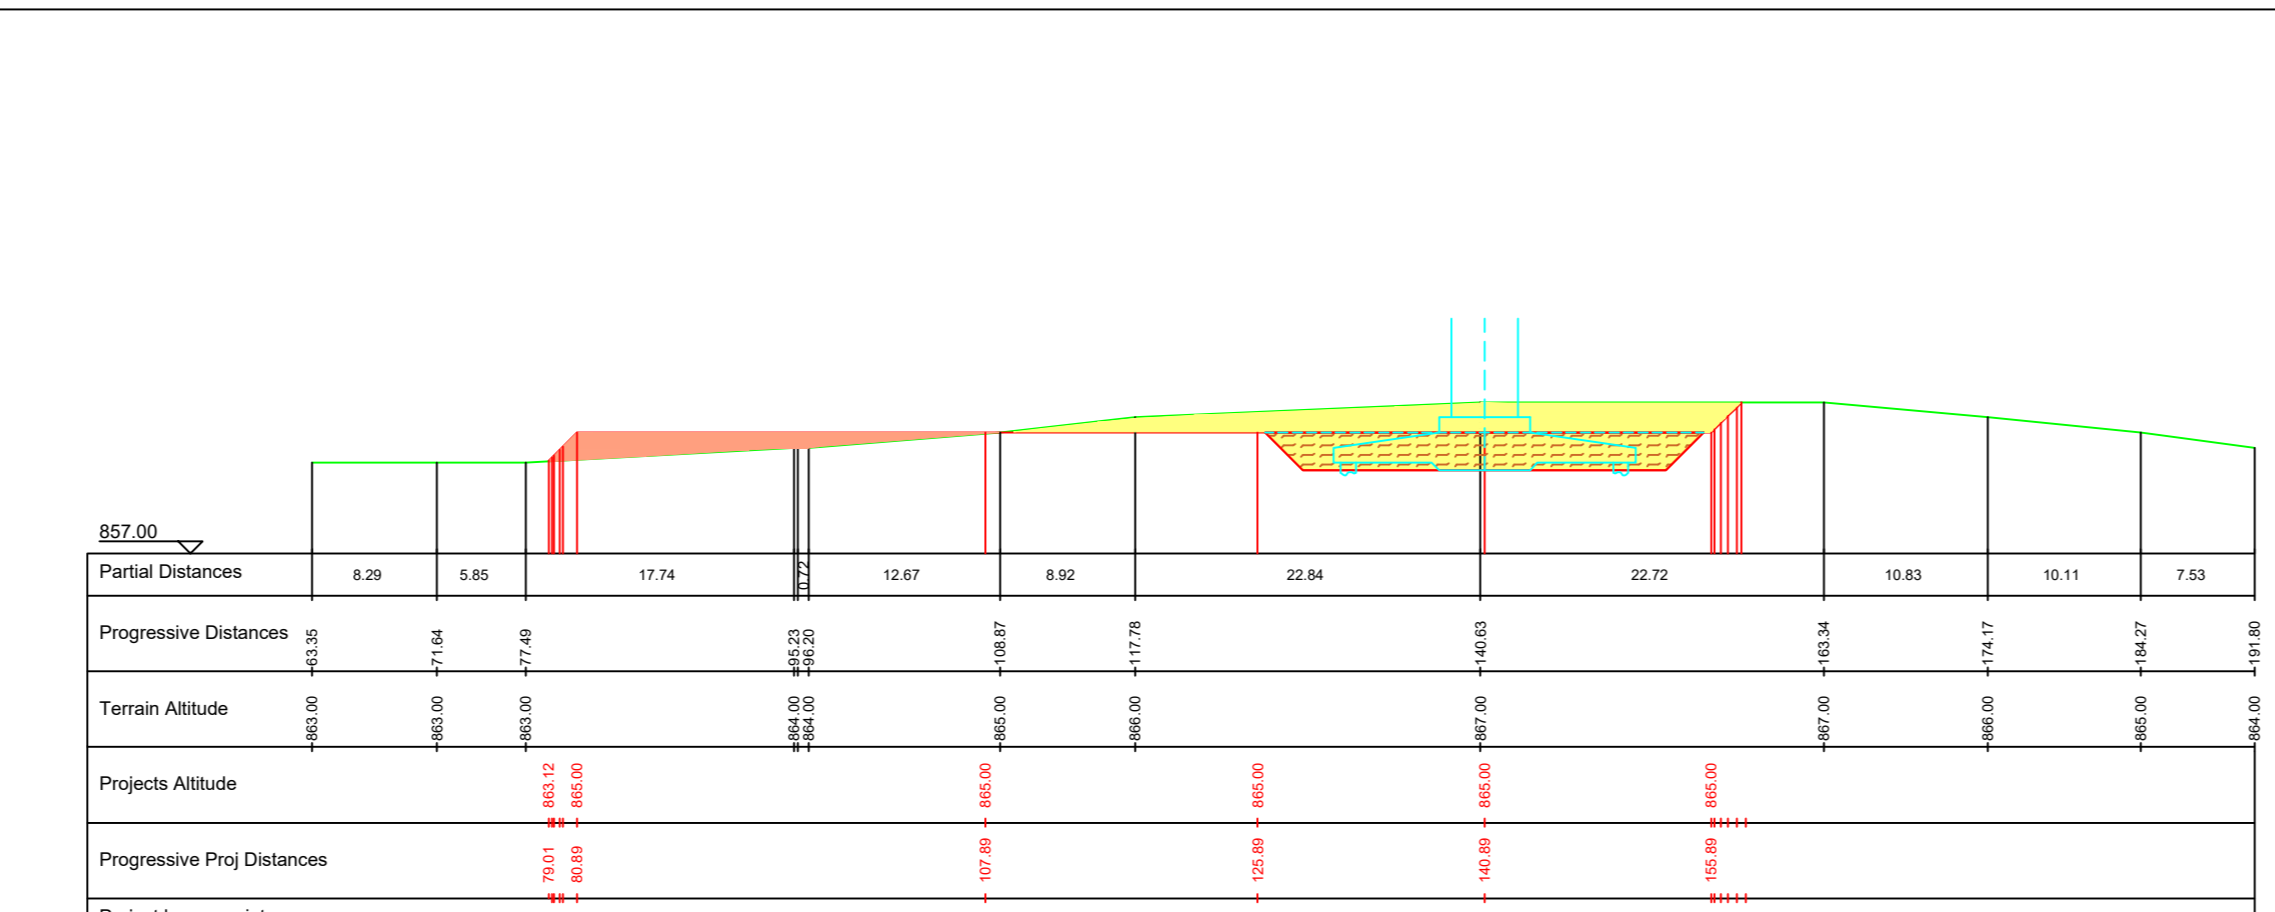 857.00
Partial Distances 8.29 5.85 17.74 0.72 12.67 8.92 22.84 22.72 10.83 10.11 7.53
Progressive Distances 63.35 71.64 77.49 95.23 96.20 108.87 117.78 140.63 163.34 174.17 184.27 191.80
Terrain Altitude 863.00 863.00 863.00 864.00 864.00 865.00 866.00 867.00 867.00 866.00 865.00 864.00
Projects Altitude 863.12 865.00 865.00 865.00 865.00 865.00
Progressive Proj Distances 79.01 80.89 107.89 125.89 140.89 155.89